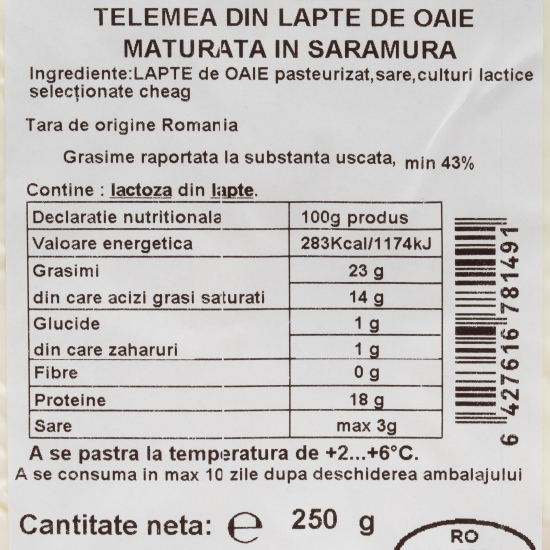 TELEMEA DIN LAPTE DE OAIE
MATURATA IN SARAMURA
Ingrediente:LAPTE de OAIE pasteurizat,sare,culturi lactice
selecționate cheag
Tara de origine Romania
Grasime raportata la substanta uscata, min 43%
Contine : lactoza din lapte.
Declaratie nutritionala 100g produs
Valoare energetica 283Kcal/1174kJ
Grasimi 23 g
din care acizi grasi saturati 14 g
Glucide 1 g
din care zaharuri 1 g
Fibre 0 g
Proteine 18 g
Sare max 3g
6 427616 781491
A se pastra la temperatura de +2...+6°C.
A se consuma in max 10 zile dupa deschiderea ambalajului
Cantitate neta: e 250 g
RO